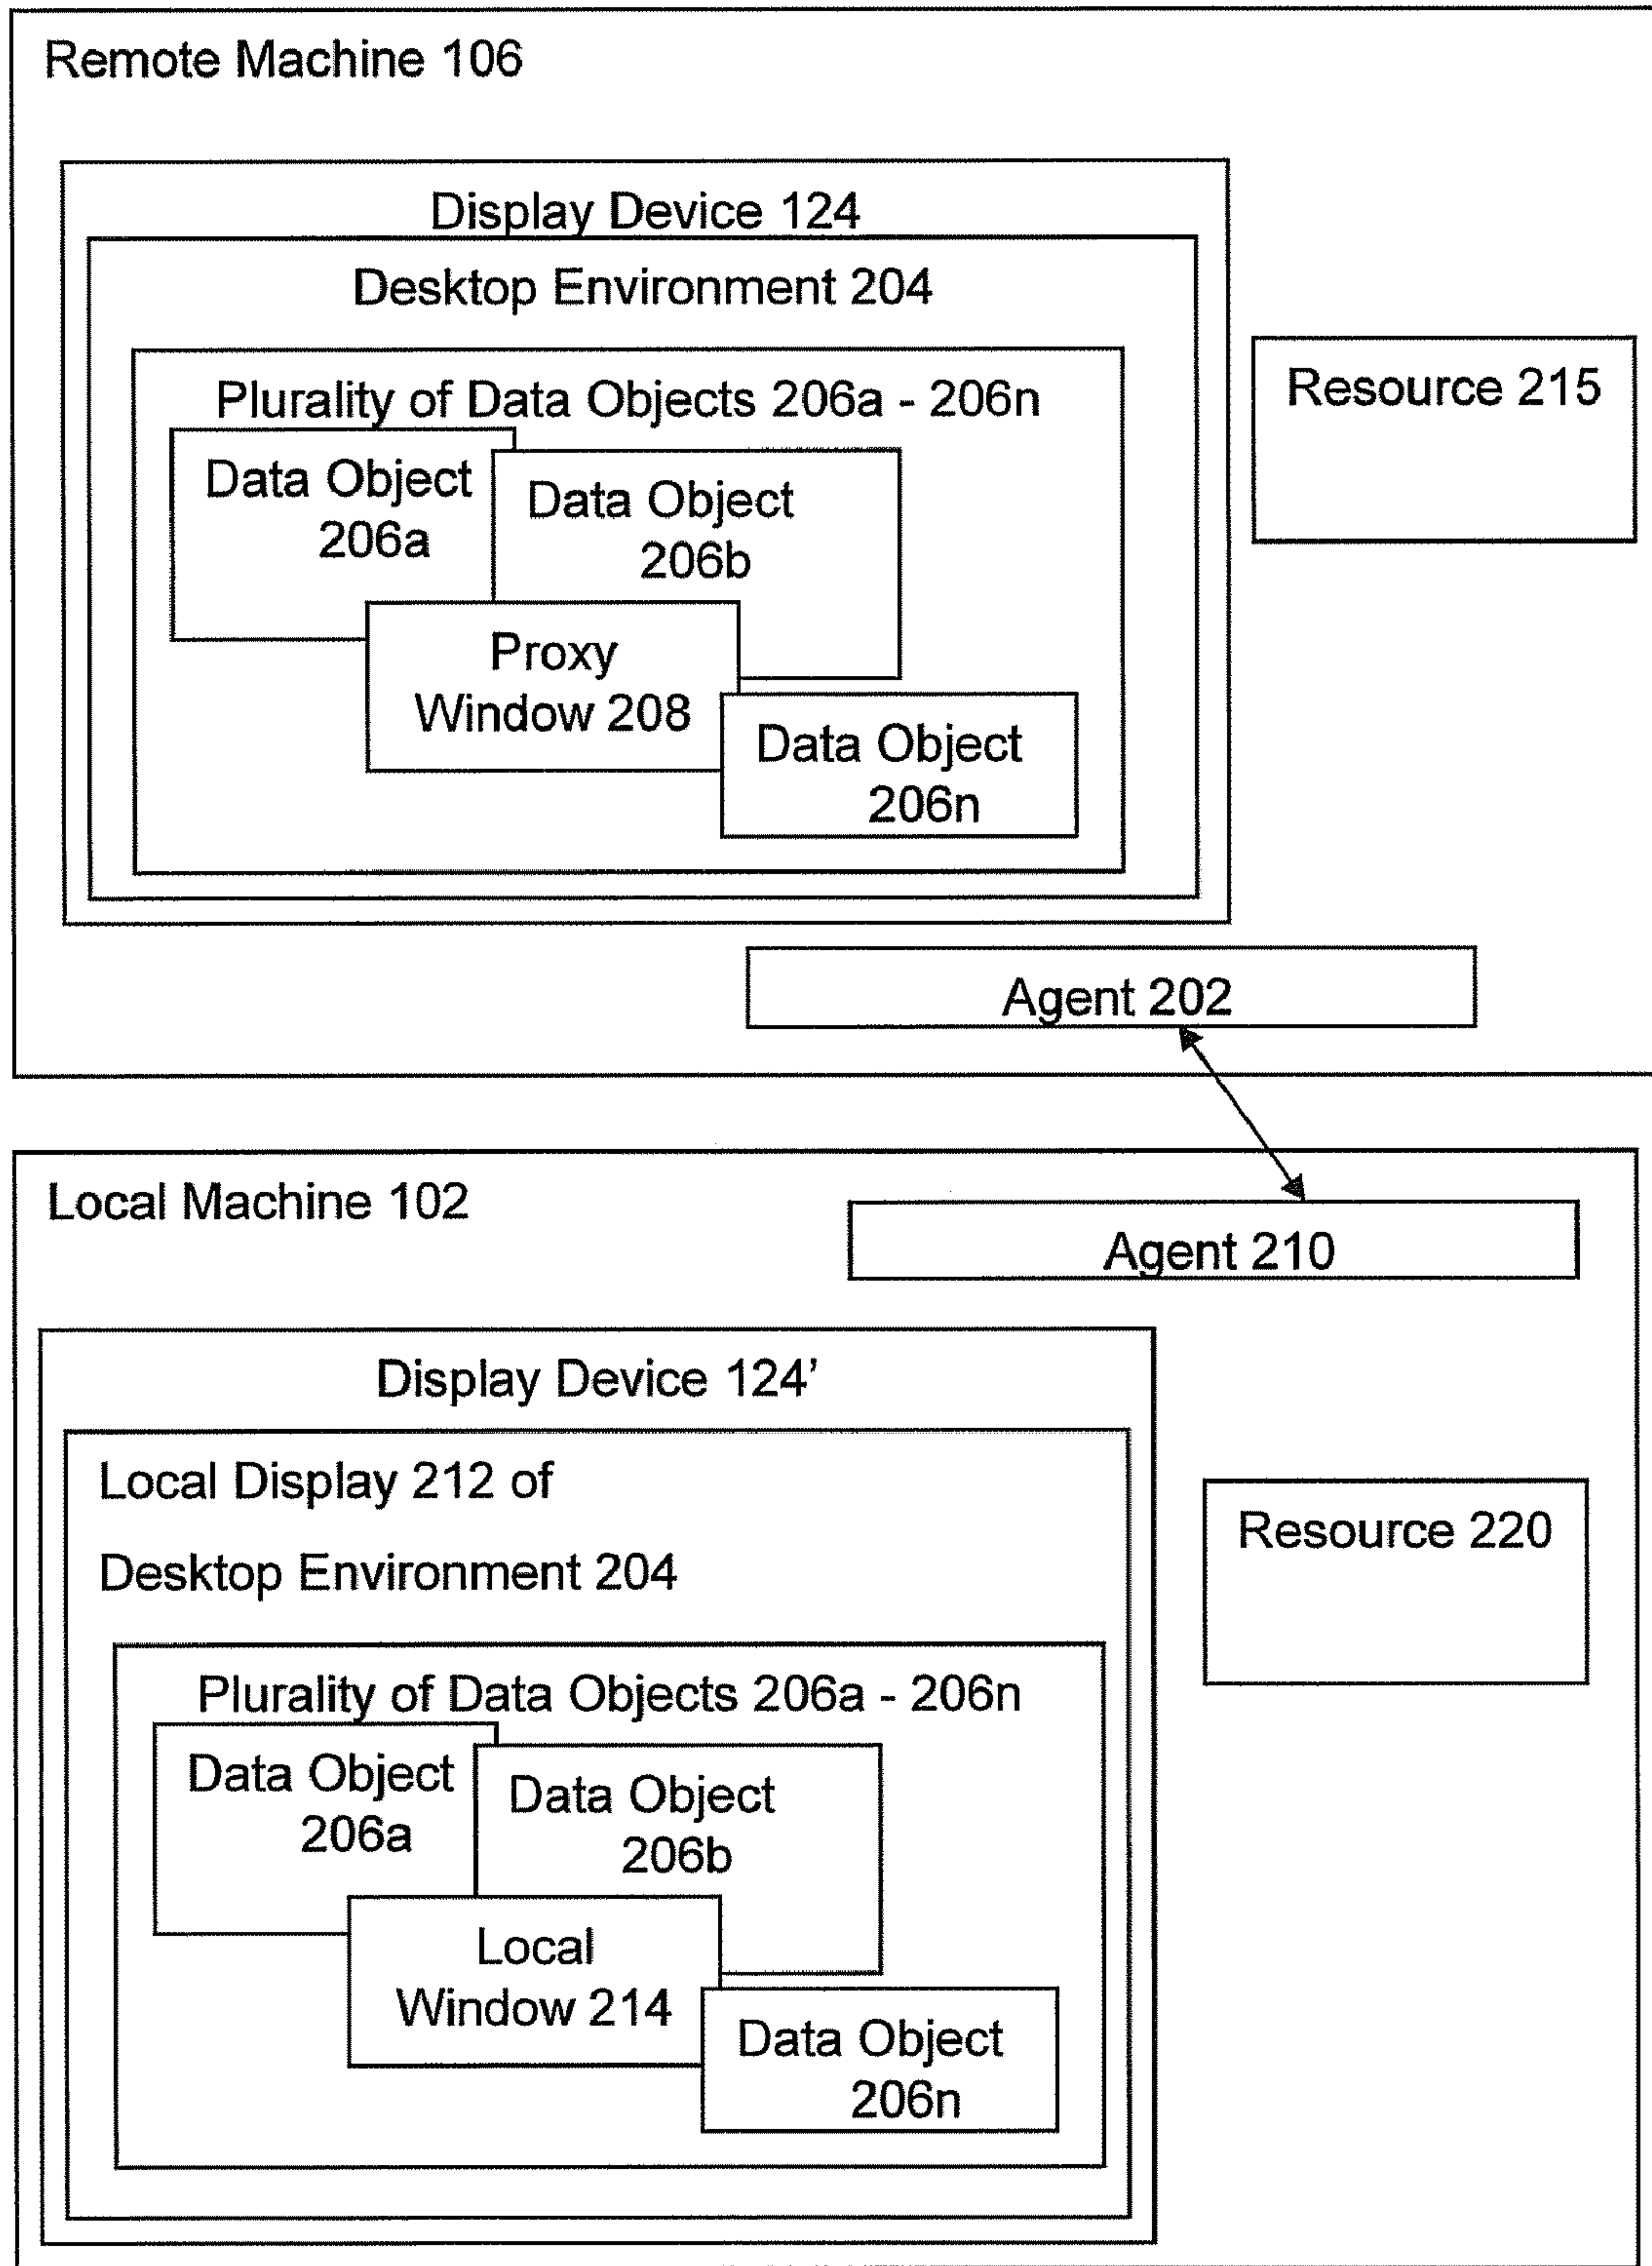 Remote Machine 106
Display Device 124
Desktop Environment 204
Resource 215
Plurality of Data Objects 206a - 206n
Data Object
206a
Data Object
206b
Proxy
Window 208
Data Object
206n
Agent 202
Local Machine 102
Agent 210
Display Device 124’
Local Display 212 of
Desktop Environment 204
Resource 220
Plurality of Data Objects 206a - 206n
Data Object
206a
Data Object
206b
Local
Window 214
Data Object
206n